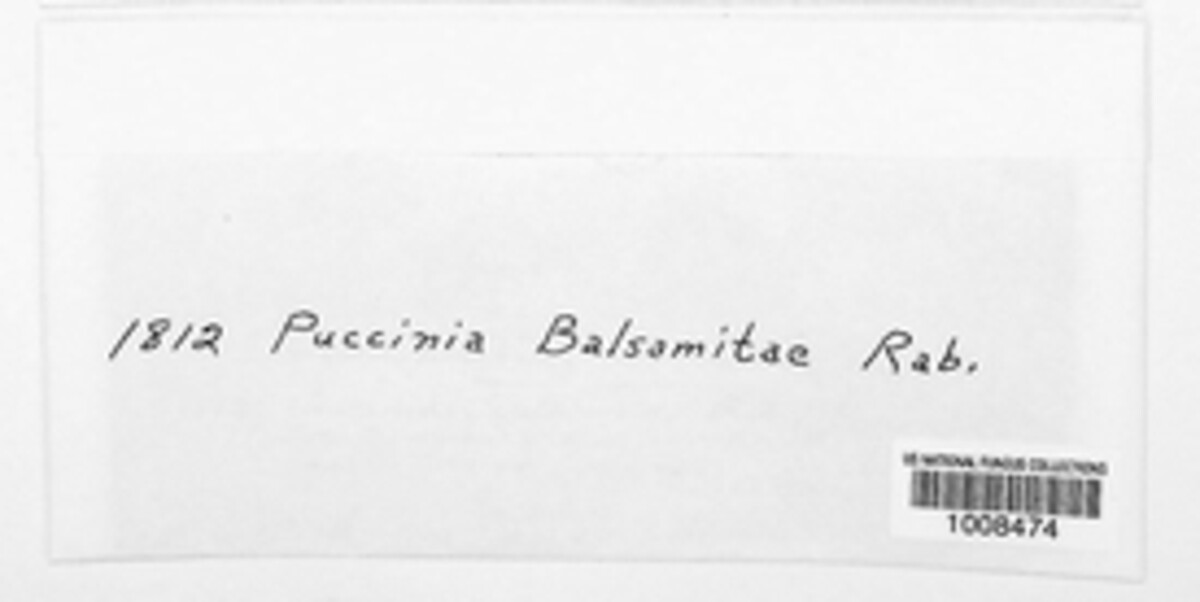 1812 Puccinia Balsamitae Rab.
US NATIONAL FUNGUS COLLECTIONS
1008474